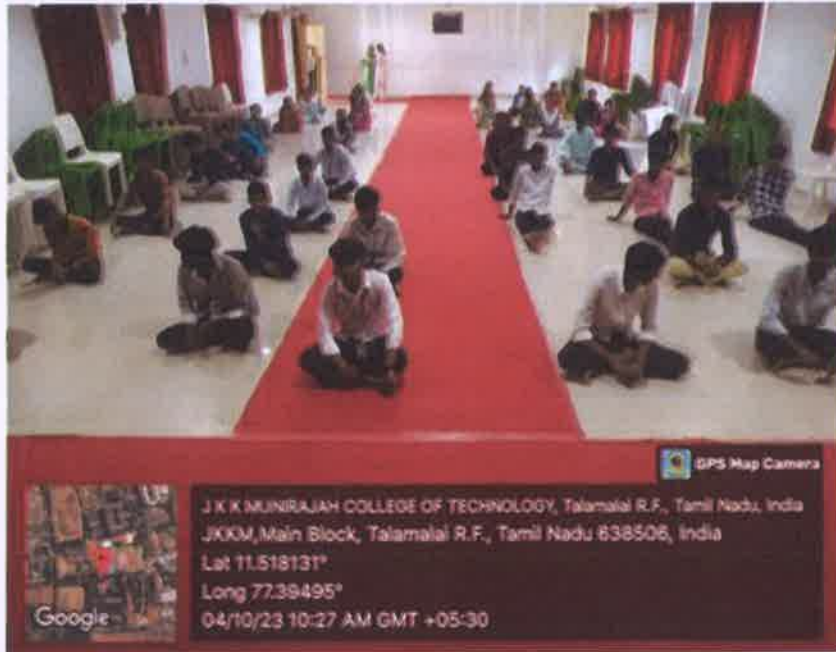 GPS Map Camera
J K K MUNIRAJAH COLLEGE OF TECHNOLOGY, Talamalai R.F., Tamil Nadu, India
JKKM,Main Block, Talamalai R.F., Tamil Nadu 638506, India
Lat 11.518131°
Long 77.39495°
04/10/23 10:27 AM GMT +05:30
Google